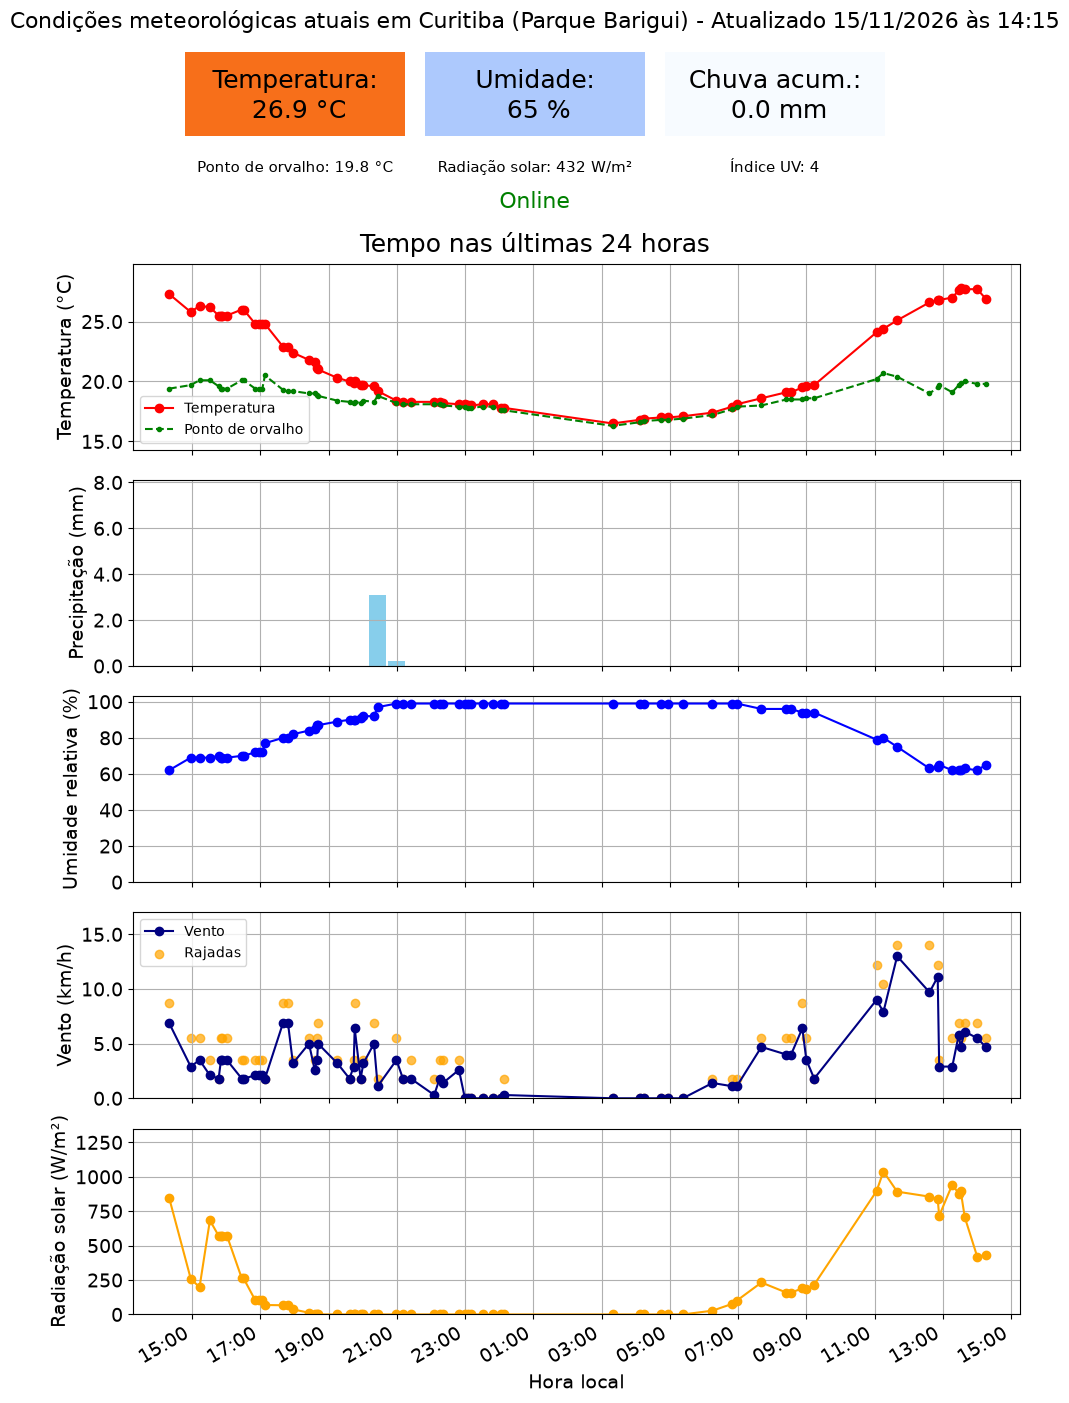 Condições meteorológicas atuais em Curitiba (Parque Barigui) - Atualizado 15/11/2026 às 14:15
Temperatura:
26.9 °C
Umidade:
65 %
Chuva acum.:
0.0 mm
Ponto de orvalho: 19.8 °C
Radiação solar: 432 W/m²
Índice UV: 4
Online
Tempo nas últimas 24 horas
Temperatura (°C)
25.0
20.0
15.0
Temperatura
Ponto de orvalho
Precipitação (mm)
8.0
6.0
4.0
2.0
0.0
Umidade relativa (%)
100
80
60
40
20
0
Vento (km/h)
15.0
10.0
5.0
0.0
Vento
Rajadas
Radiação solar (W/m²)
1250
1000
750
500
250
0
15:00
17:00
19:00
21:00
23:00
01:00
03:00
05:00
07:00
09:00
11:00
13:00
15:00
Hora local